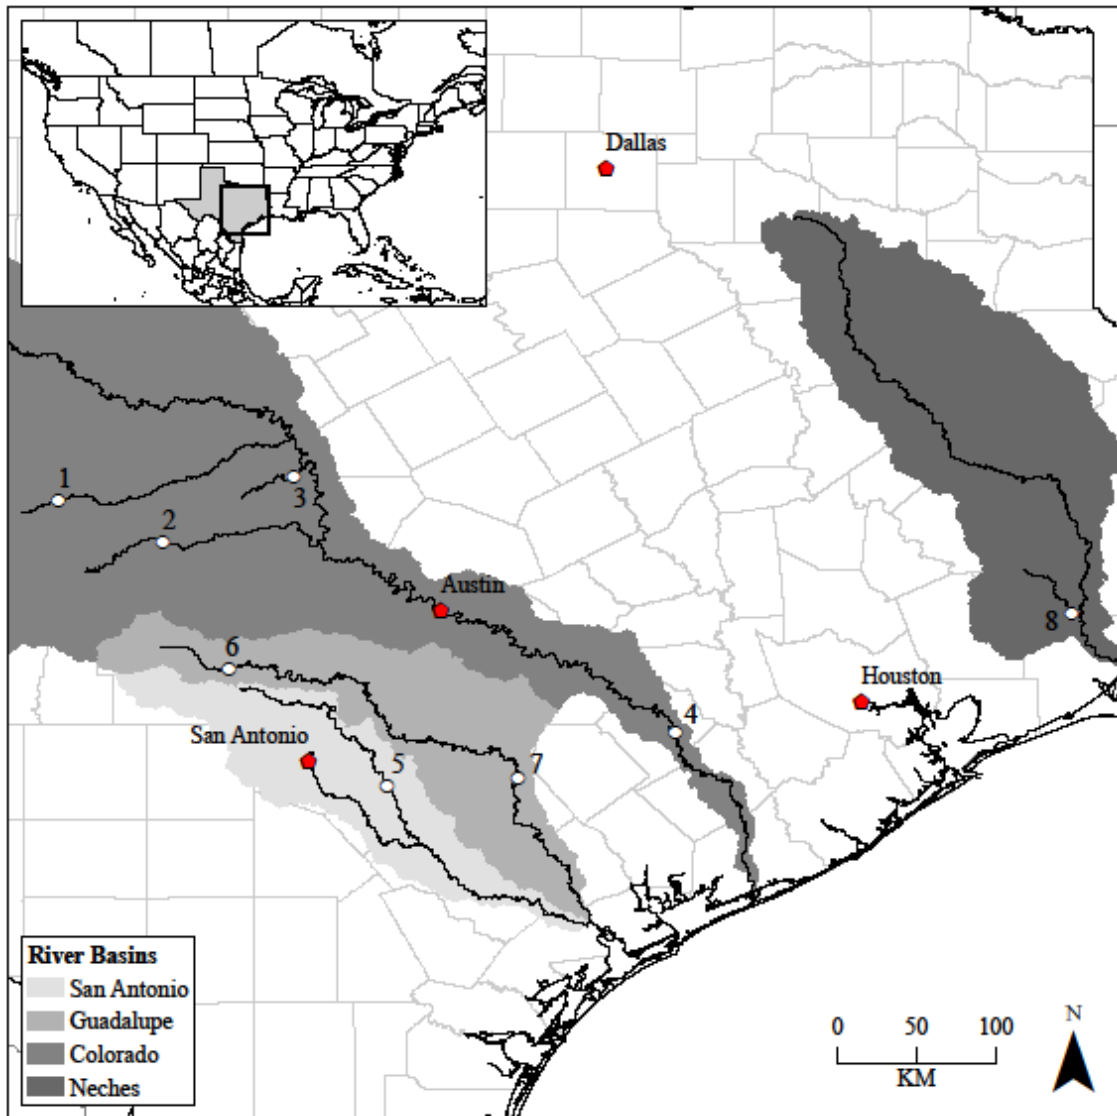 Dallas
1
3
2
Austin
8
6
Houston
San Antonio
4
5
7
River Basins
San Antonio
Guadalupe
Colorado
Neches
0 50 100
KM
N